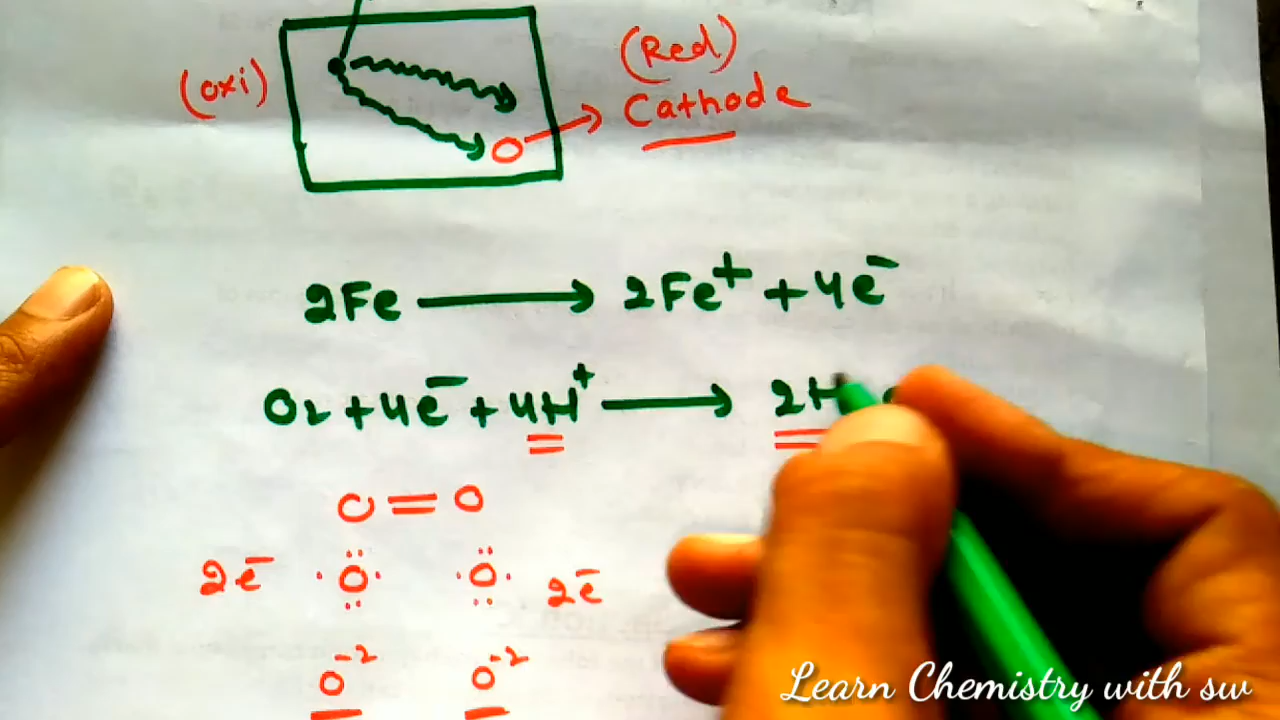 (Red)
(oxi)
Cathode
O
2Fe ⟶ 2Fe⁺ + 4e⁻
O₂ + 4e⁻ + 4H⁺ ⟶ 2H
O = O
2e⁻ O O 2e⁻
O⁻² O⁻²
Learn Chemistry with sw